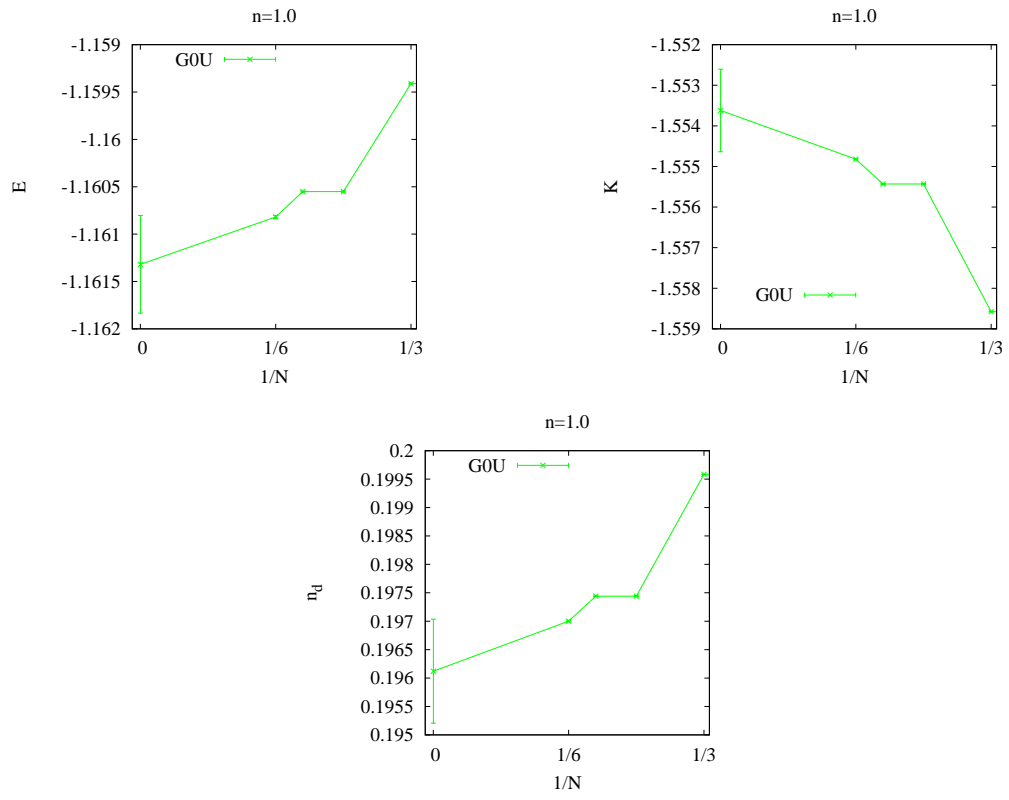 n=1.0
-1.159
-1.1595
-1.16
-1.1605
-1.161
-1.1615
-1.162
E
G0U
0
1/6
1/3
1/N
n=1.0
-1.552
-1.553
-1.554
-1.555
-1.556
-1.557
-1.558
-1.559
K
G0U
0
1/6
1/3
1/N
n=1.0
0.2
0.1995
0.199
0.1985
0.198
0.1975
0.197
0.1965
0.196
0.1955
0.195
n_d
G0U
0
1/6
1/3
1/N